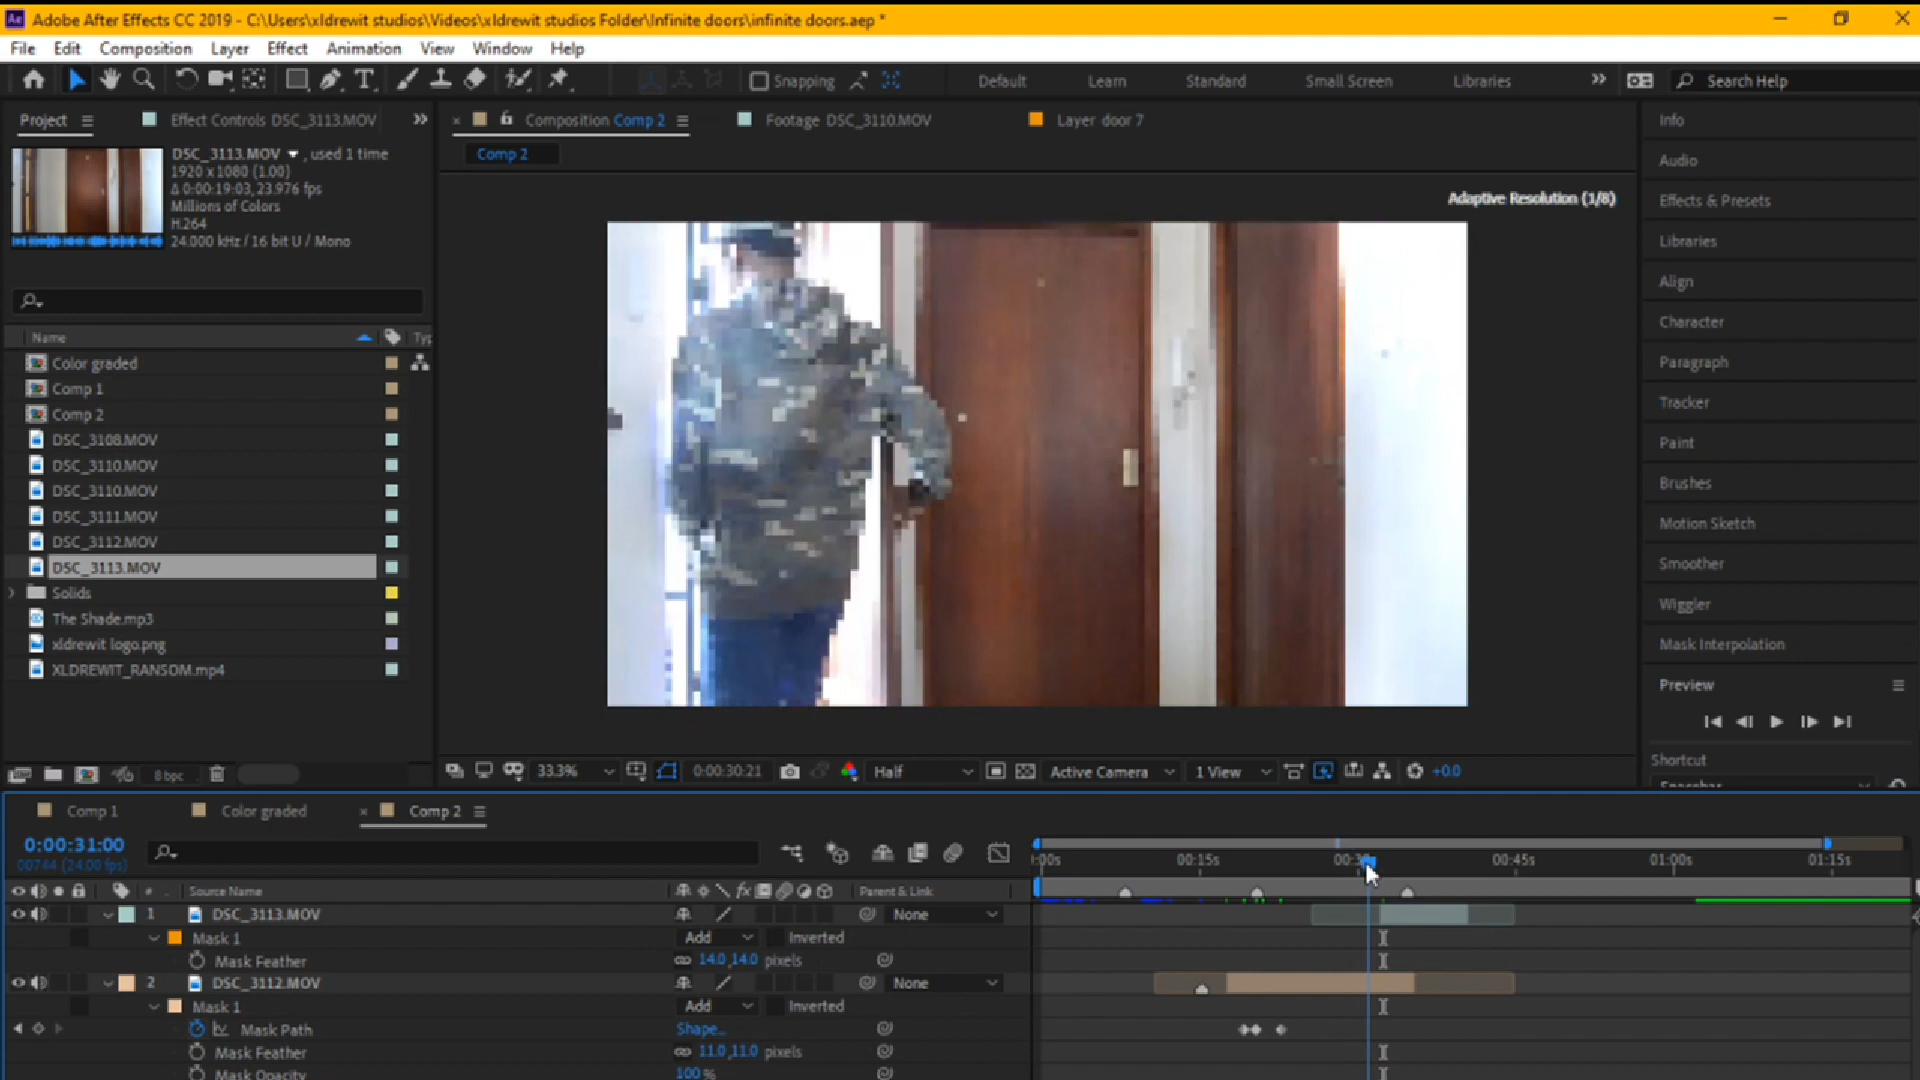 Adobe After Effects CC 2019 - C:\Users\xldrewit studios\Videos\xldrewit studios Folder\Infinite doors\infinite doors.aep *
File Edit Composition Layer Effect Animation View Window Help
Snapping Default Learn Standard Small Screen Libraries Search Help
Project Effect Controls DSC_3113.MOV Composition Comp 2 Footage DSC_3110.MOV Layer door 7
Comp 2
DSC_3113.MOV , used 1 time
1920 x 1080 (1.00)
Δ 0:00:19:03, 23.976 fps
Millions of Colors
H.264
24.000 kHz / 16 bit U / Mono
Adaptive Resolution (1/8)
Name Typ
Color graded
Comp 1
Comp 2
DSC_3108.MOV
DSC_3110.MOV
DSC_3110.MOV
DSC_3111.MOV
DSC_3112.MOV
DSC_3113.MOV
Solids
The Shade.mp3
xldrewit logo.png
XLDREWIT_RANSOM.mp4
8 bpc
Info
Audio
Effects & Presets
Libraries
Align
Character
Paragraph
Tracker
Paint
Brushes
Motion Sketch
Smoother
Wiggler
Mask Interpolation
Preview
Shortcut
Spacebar
33.3% 0:00:30:21 Half Active Camera 1 View +0.0
Comp 1 Color graded Comp 2
0:00:31:00
00744 (24.00 fps)
:00s 00:15s 00:30 00:45s 01:00s 01:15s
# Source Name Parent & Link
1 DSC_3113.MOV None
Mask 1 Add Inverted
Mask Feather 14.0,14.0 pixels
2 DSC_3112.MOV None
Mask 1 Add Inverted
Mask Path Shape...
Mask Feather 11.0,11.0 pixels
Mask Opacity 100 %